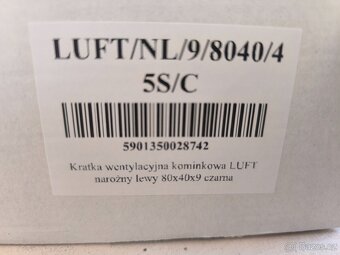 LUFT/NL/9/8040/4
5S/C
5901350028742
Kratka wentylacyjna kominkowa LUFT
narożny lewy 80x40x9 czarna